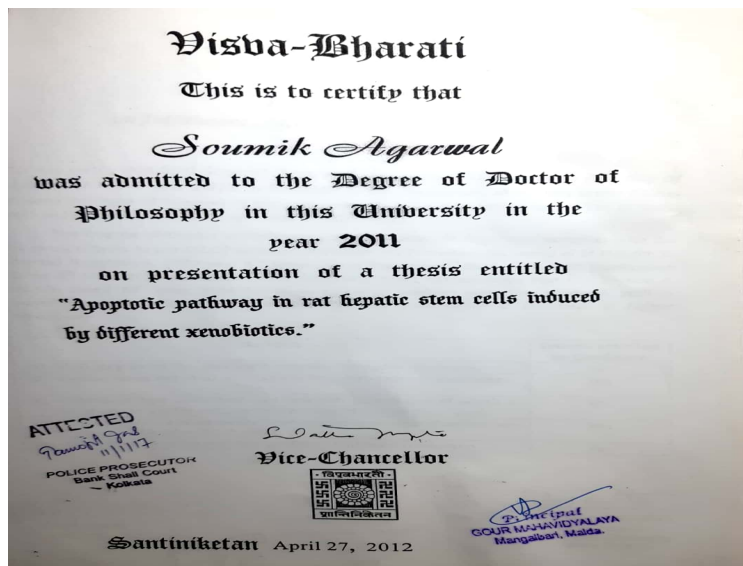 Visva-Bharati
This is to certify that
Soumik Agarwal
was admitted to the Degree of Doctor of
Philosophy in this University in the
year 2011
on presentation of a thesis entitled
"Apoptotic pathway in rat hepatic stem cells induced
by different xenobiotics."
ATTESTED
11/1/17
POLICE PROSECUTOR
Bank Shall Court
Kolkata
Vice-Chancellor
Principal
GOUR MAHAVIDYALAYA
Mangalbari, Malda.
Santiniketan April 27, 2012